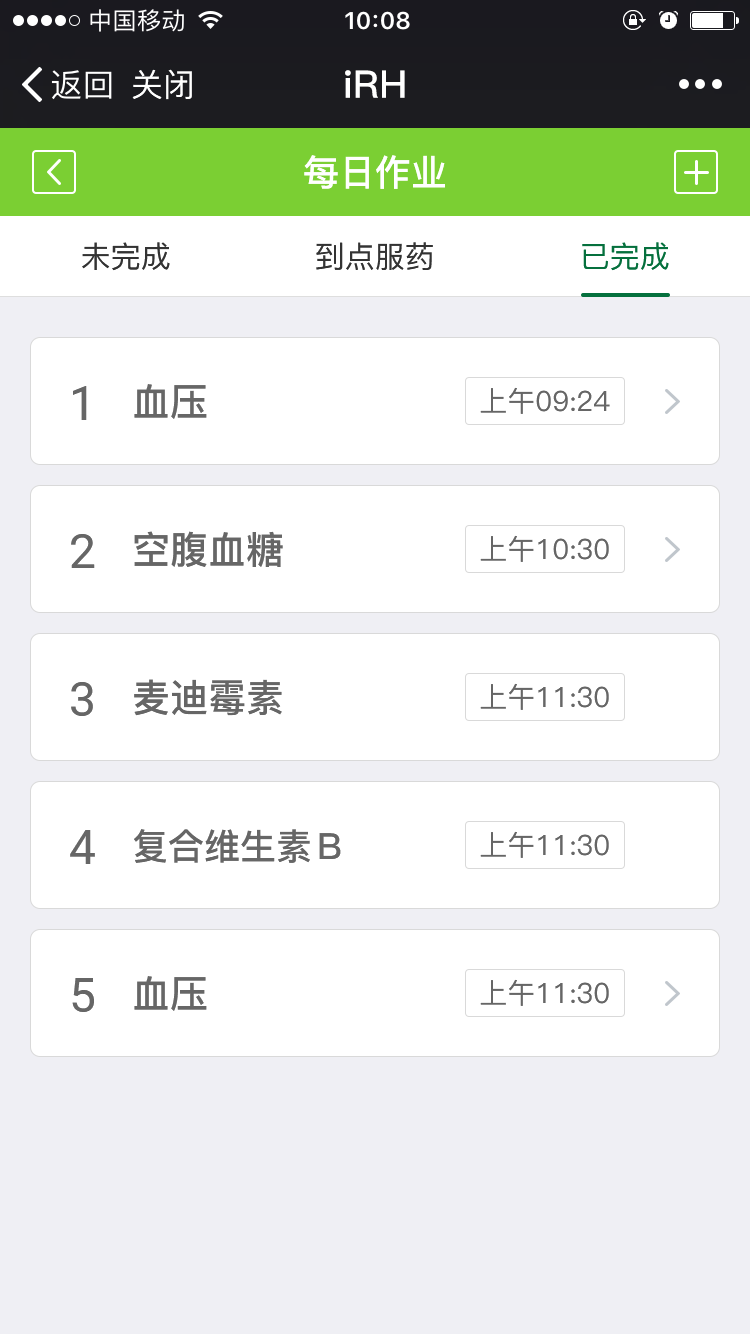 中国移动 10:08
返回 关闭 iRH
每日作业
未完成 到点服药 已完成
1 血压 上午09:24
2 空腹血糖 上午10:30
3 麦迪霉素 上午11:30
4 复合维生素B 上午11:30
5 血压 上午11:30